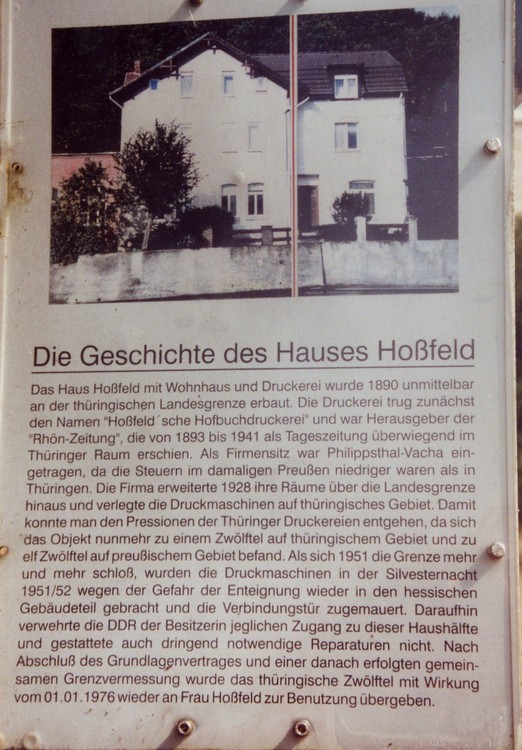 Die Geschichte des Hauses Hoßfeld
Das Haus Hoßfeld mit Wohnhaus und Druckerei wurde 1890 unmittelbar
an der thüringischen Landesgrenze erbaut. Die Druckerei trug zunächst
den Namen "Hoßfeld´sche Hofbuchdruckerei" und war Herausgeber der
"Rhön-Zeitung", die von 1893 bis 1941 als Tageszeitung überwiegend im
Thüringer Raum erschien. Als Firmensitz war Philippsthal-Vacha ein-
getragen, da die Steuern im damaligen Preußen niedriger waren als in
Thüringen. Die Firma erweiterte 1928 ihre Räume über die Landesgrenze
hinaus und verlegte die Druckmaschinen auf thüringisches Gebiet. Damit
konnte man den Pressionen der Thüringer Druckereien entgehen, da sich
das Objekt nunmehr zu einem Zwölftel auf thüringischem Gebiet und zu
elf Zwölftel auf preußischem Gebiet befand. Als sich 1951 die Grenze mehr
und mehr schloß, wurden die Druckmaschinen in der Silvesternacht
1951/52 wegen der Gefahr der Enteignung wieder in den hessischen
Gebäudeteil gebracht und die Verbindungstür zugemauert. Daraufhin
verwehrte die DDR der Besitzerin jeglichen Zugang zu dieser Haushälfte
und gestattete auch dringend notwendige Reparaturen nicht. Nach
Abschluß des Grundlagenvertrages und einer danach erfolgten gemein-
samen Grenzvermessung wurde das thüringische Zwölftel mit Wirkung
vom 01.01.1976 wieder an Frau Hoßfeld zur Benutzung übergeben.